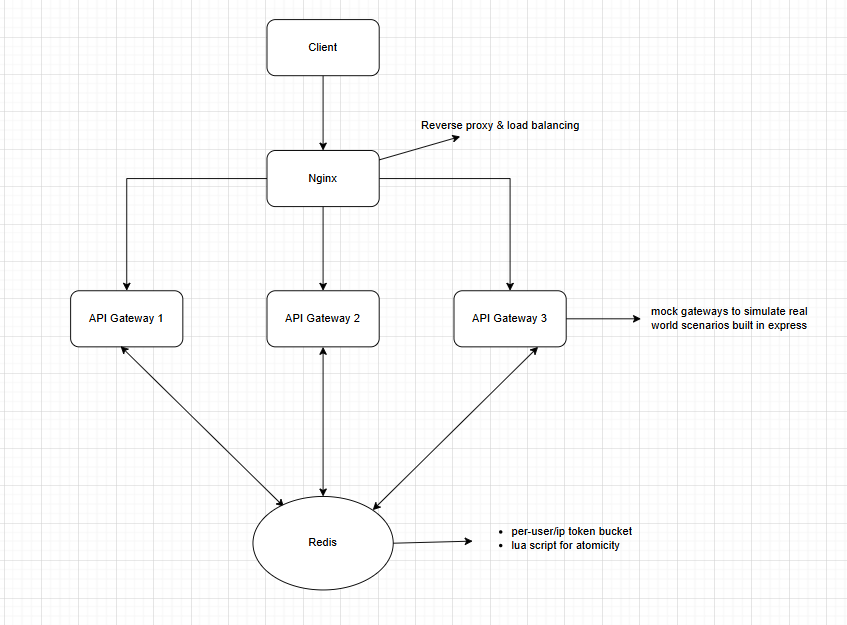 Client
Reverse proxy & load balancing
Nginx
API Gateway 1
API Gateway 2
API Gateway 3
mock gateways to simulate real
world scenarios built in express
Redis
• per-user/ip token bucket
• lua script for atomicity